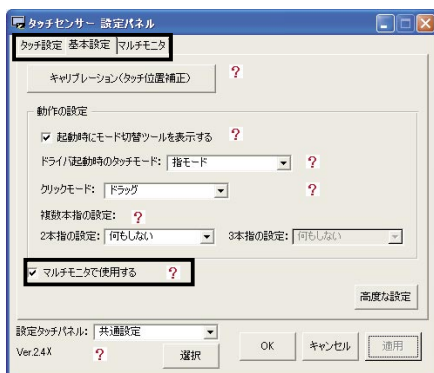 タッチセンサー 設定パネル
タッチ設定 基本設定 マルチモニタ
キャリブレーション(タッチ位置補正) ?
動作の設定
起動時にモード切替ツールを表示する ?
ドライバ起動時のタッチモード: 指モード ?
クリックモード: ドラッグ ?
複数本指の設定: ?
2本指の設定: 何もしない 3本指の設定: 何もしない
マルチモニタで使用する ?
高度な設定
設定タッチパネル: 共通設定
Ver.2.4X ? 選択 OK キャンセル 適用